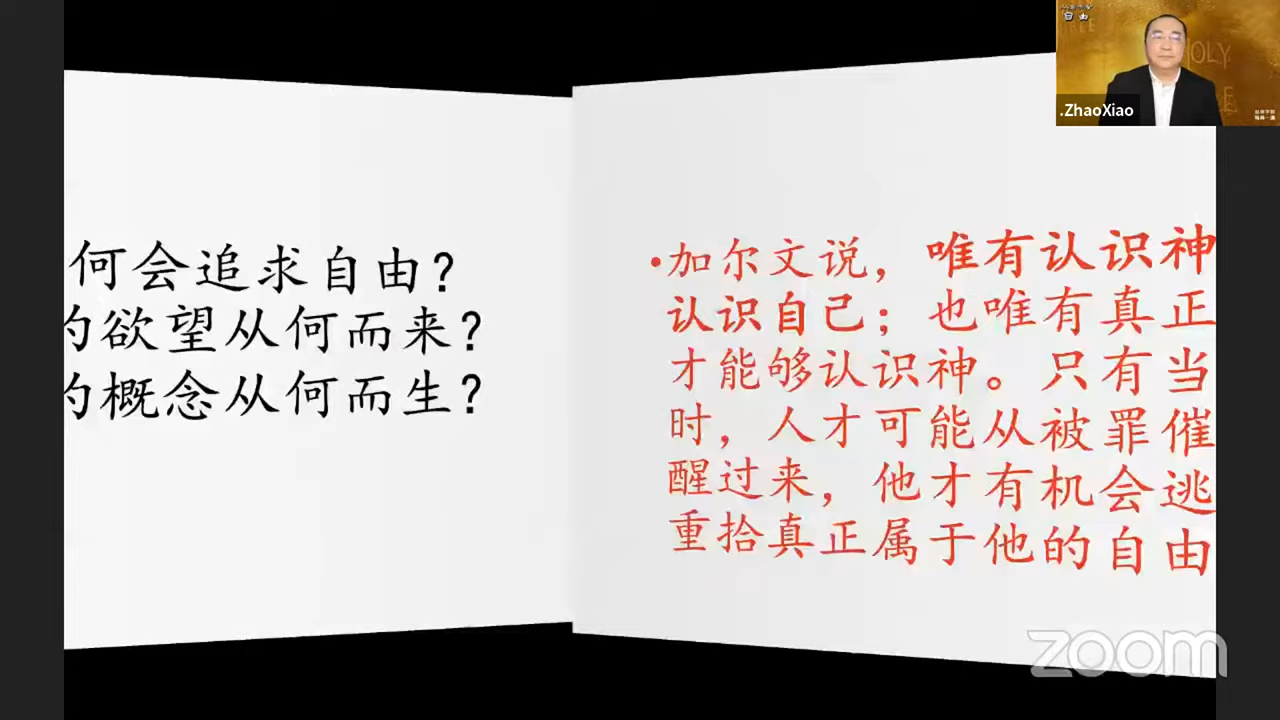 何会追求自由？
的欲望从何而来？
的概念从何而生？
•加尔文说，唯有认识神
认识自己；也唯有真正
才能够认识神。只有当
时，人才可能从被罪催
醒过来，他才有机会逃
重拾真正属于他的自由
自由
OLY
.ZhaoXiao
zoom